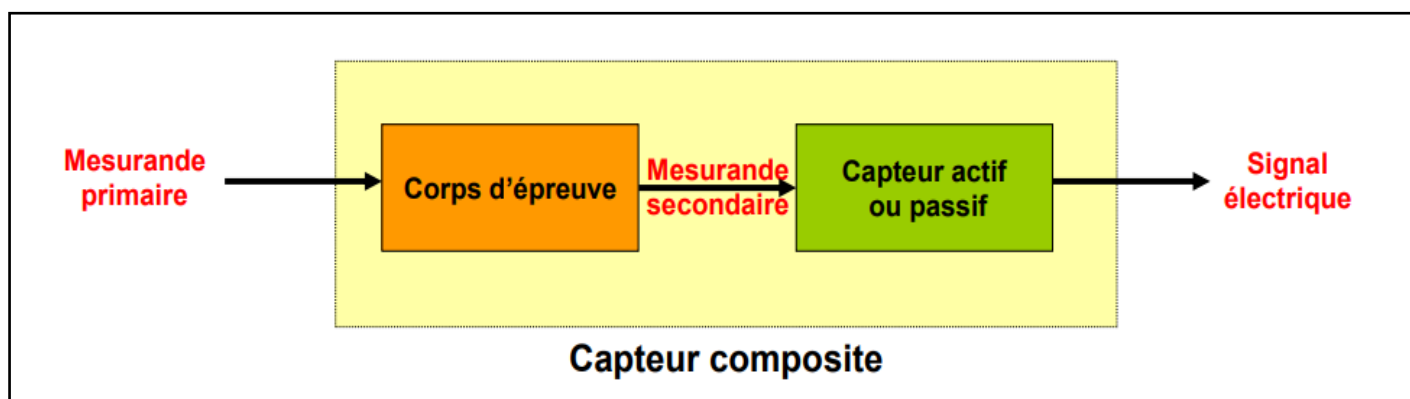 Mesurande
primaire
Corps d'épreuve
Mesurande
secondaire
Capteur actif
ou passif
Signal
électrique
Capteur composite